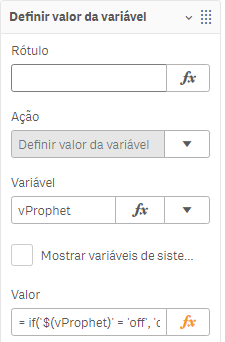 Definir valor da variável
Rótulo
fx
Ação
Definir valor da variável
Variável
vProphet
fx
Mostrar variáveis de siste...
Valor
= if('$(vProphet)' = 'off', 'c
fx